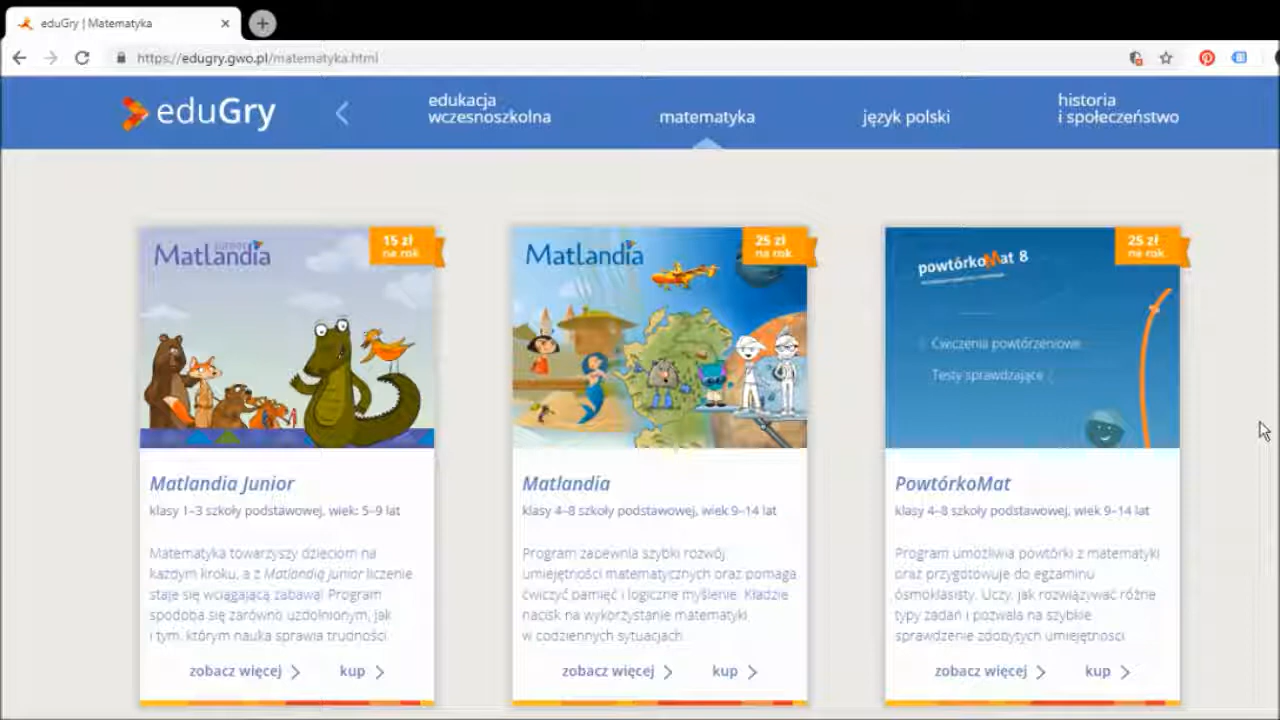 eduGry | Matematyka
https://edugry.gwo.pl/matematyka.html
eduGry
edukacja
wczesnoszkolna
matematyka
język polski
historia
i społeczeństwo
junior
Matlandia
15 zł
na rok
Matlandia
25 zł
na rok
powtórkoMat 8
25 zł
na rok
Ćwiczenia powtórzeniowe
Testy sprawdzające
Matlandia Junior
klasy 1–3 szkoły podstawowej, wiek: 5–9 lat
Matematyka towarzyszy dzieciom na
każdym kroku, a z Matlandią Junior liczenie
staje się wciągającą zabawą! Program
spodoba się zarówno uzdolnionym, jak
i tym, którym nauka sprawia trudności.
zobacz więcej
kup
Matlandia
klasy 4–8 szkoły podstawowej, wiek 9–14 lat
Program zapewnia szybki rozwój
umiejętności matematycznych oraz pomaga
ćwiczyć pamięć i logiczne myślenie. Kładzie
nacisk na wykorzystanie matematyki
w codziennych sytuacjach.
zobacz więcej
kup
PowtórkoMat
klasy 4–8 szkoły podstawowej, wiek 9–14 lat
Program umożliwia powtórki z matematyki
oraz przygotowuje do egzaminu
ósmoklasisty. Uczy, jak rozwiązywać różne
typy zadań i pozwala na szybkie
sprawdzenie zdobytych umiejętności.
zobacz więcej
kup